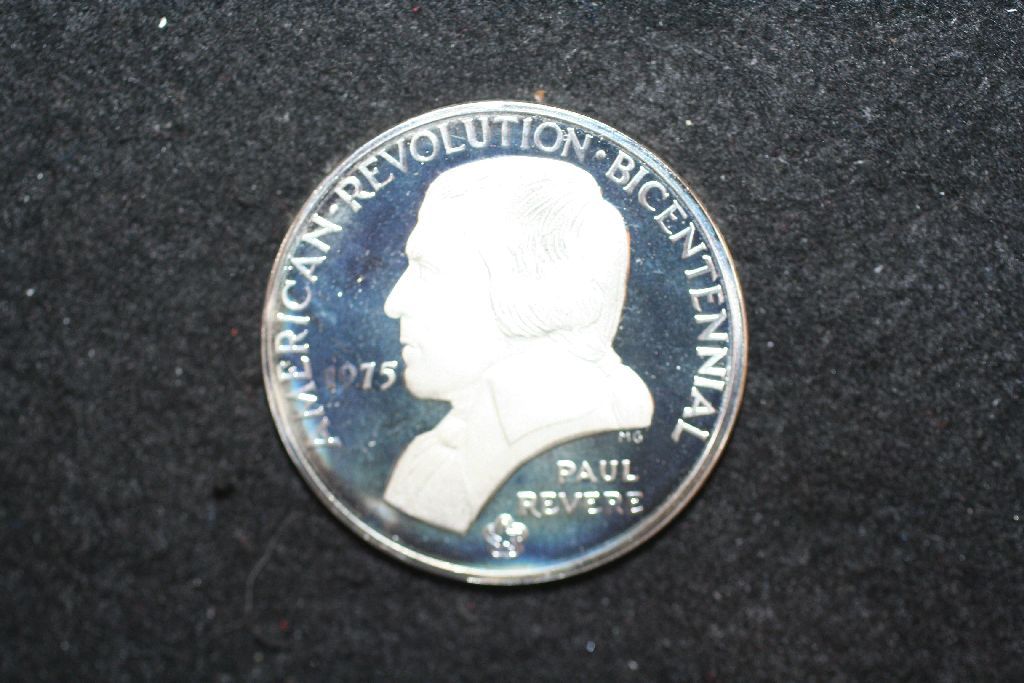 AMERICAN·REVOLUTION·BICENTENNIAL
1975
MG
PAUL
REVERE